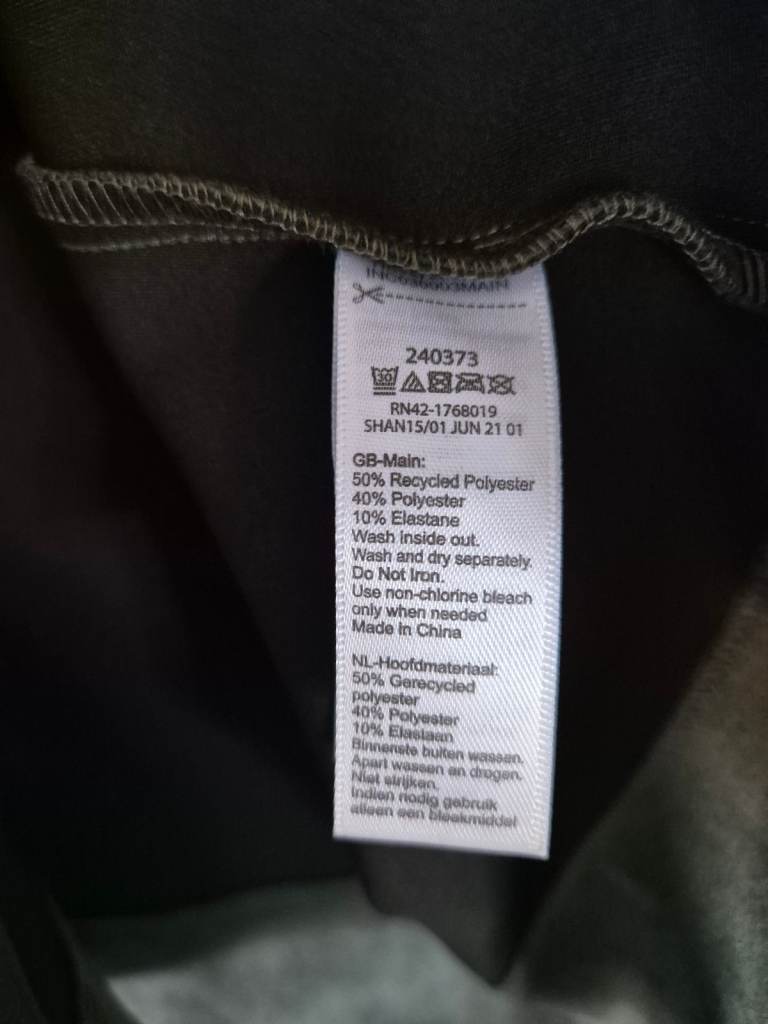 240373
30
RN42-1768019
SHAN15/01 JUN 21 01
GB-Main:
50% Recycled Polyester
40% Polyester
10% Elastane
Wash inside out.
Wash and dry separately.
Do Not Iron.
Use non-chlorine bleach
only when needed
Made in China
NL-Hoofdmateriaal:
50% Gerecycled
polyester
40% Polyester
10% Elastaan
Binnenste buiten wassen.
Apart wassen en drogen.
Niet strijken.
Indien nodig gebruik
alleen een bleekmiddel